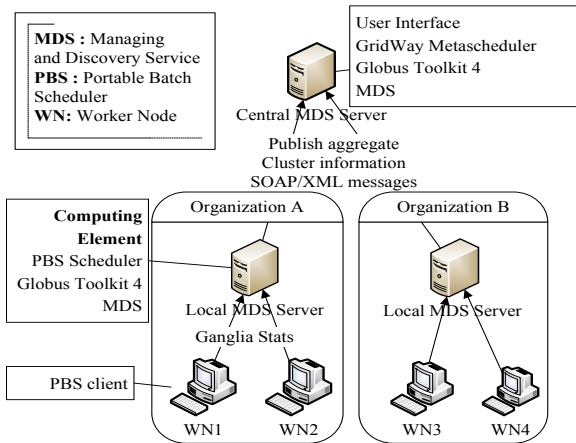 MDS : Managing
and Discovery Service
PBS : Portable Batch
Scheduler
WN: Worker Node
User Interface
GridWay Metascheduler
Globus Toolkit 4
MDS
Central MDS Server
Publish aggregate
Cluster information
SOAP/XML messages
Organization A
Organization B
Computing
Element
PBS Scheduler
Globus Toolkit 4
MDS
Local MDS Server
Local MDS Server
Ganglia Stats
PBS client
WN1
WN2
WN3
WN4